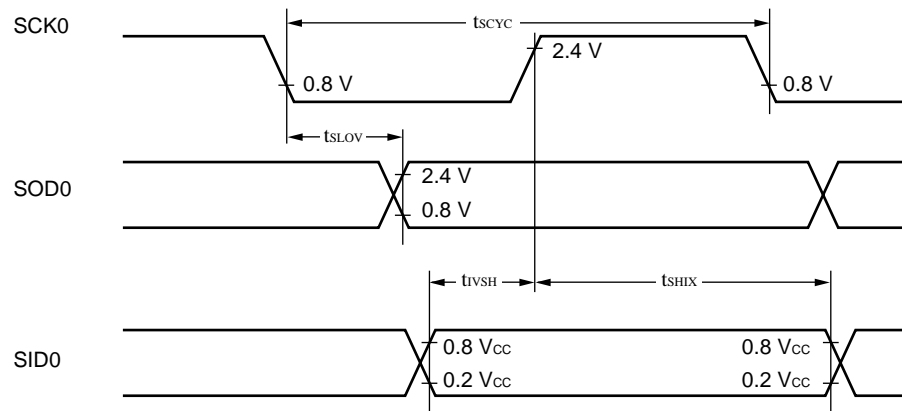 SCK0
tSCYC
0.8 V
2.4 V
0.8 V
tSLOV
SOD0
2.4 V
0.8 V
tIVSH
tSHIX
SID0
0.8 VCC
0.8 VCC
0.2 VCC
0.2 VCC